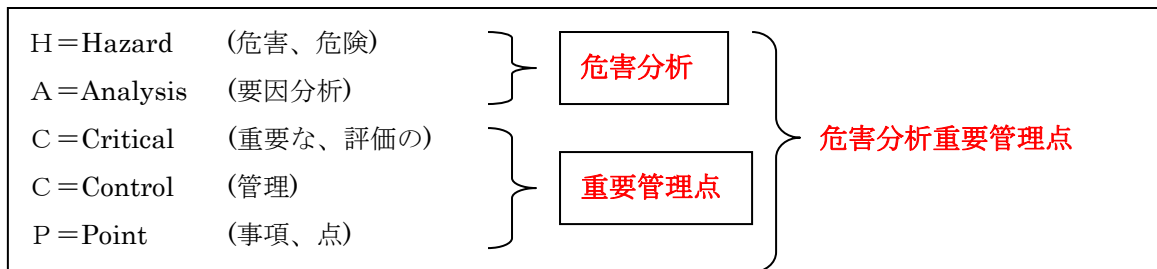 Ｈ＝Hazard (危害、危険)
Ａ＝Analysis (要因分析)
危害分析
Ｃ＝Critical (重要な、評価の)
Ｃ＝Control (管理)
Ｐ＝Point (事項、点)
重要管理点
危害分析重要管理点